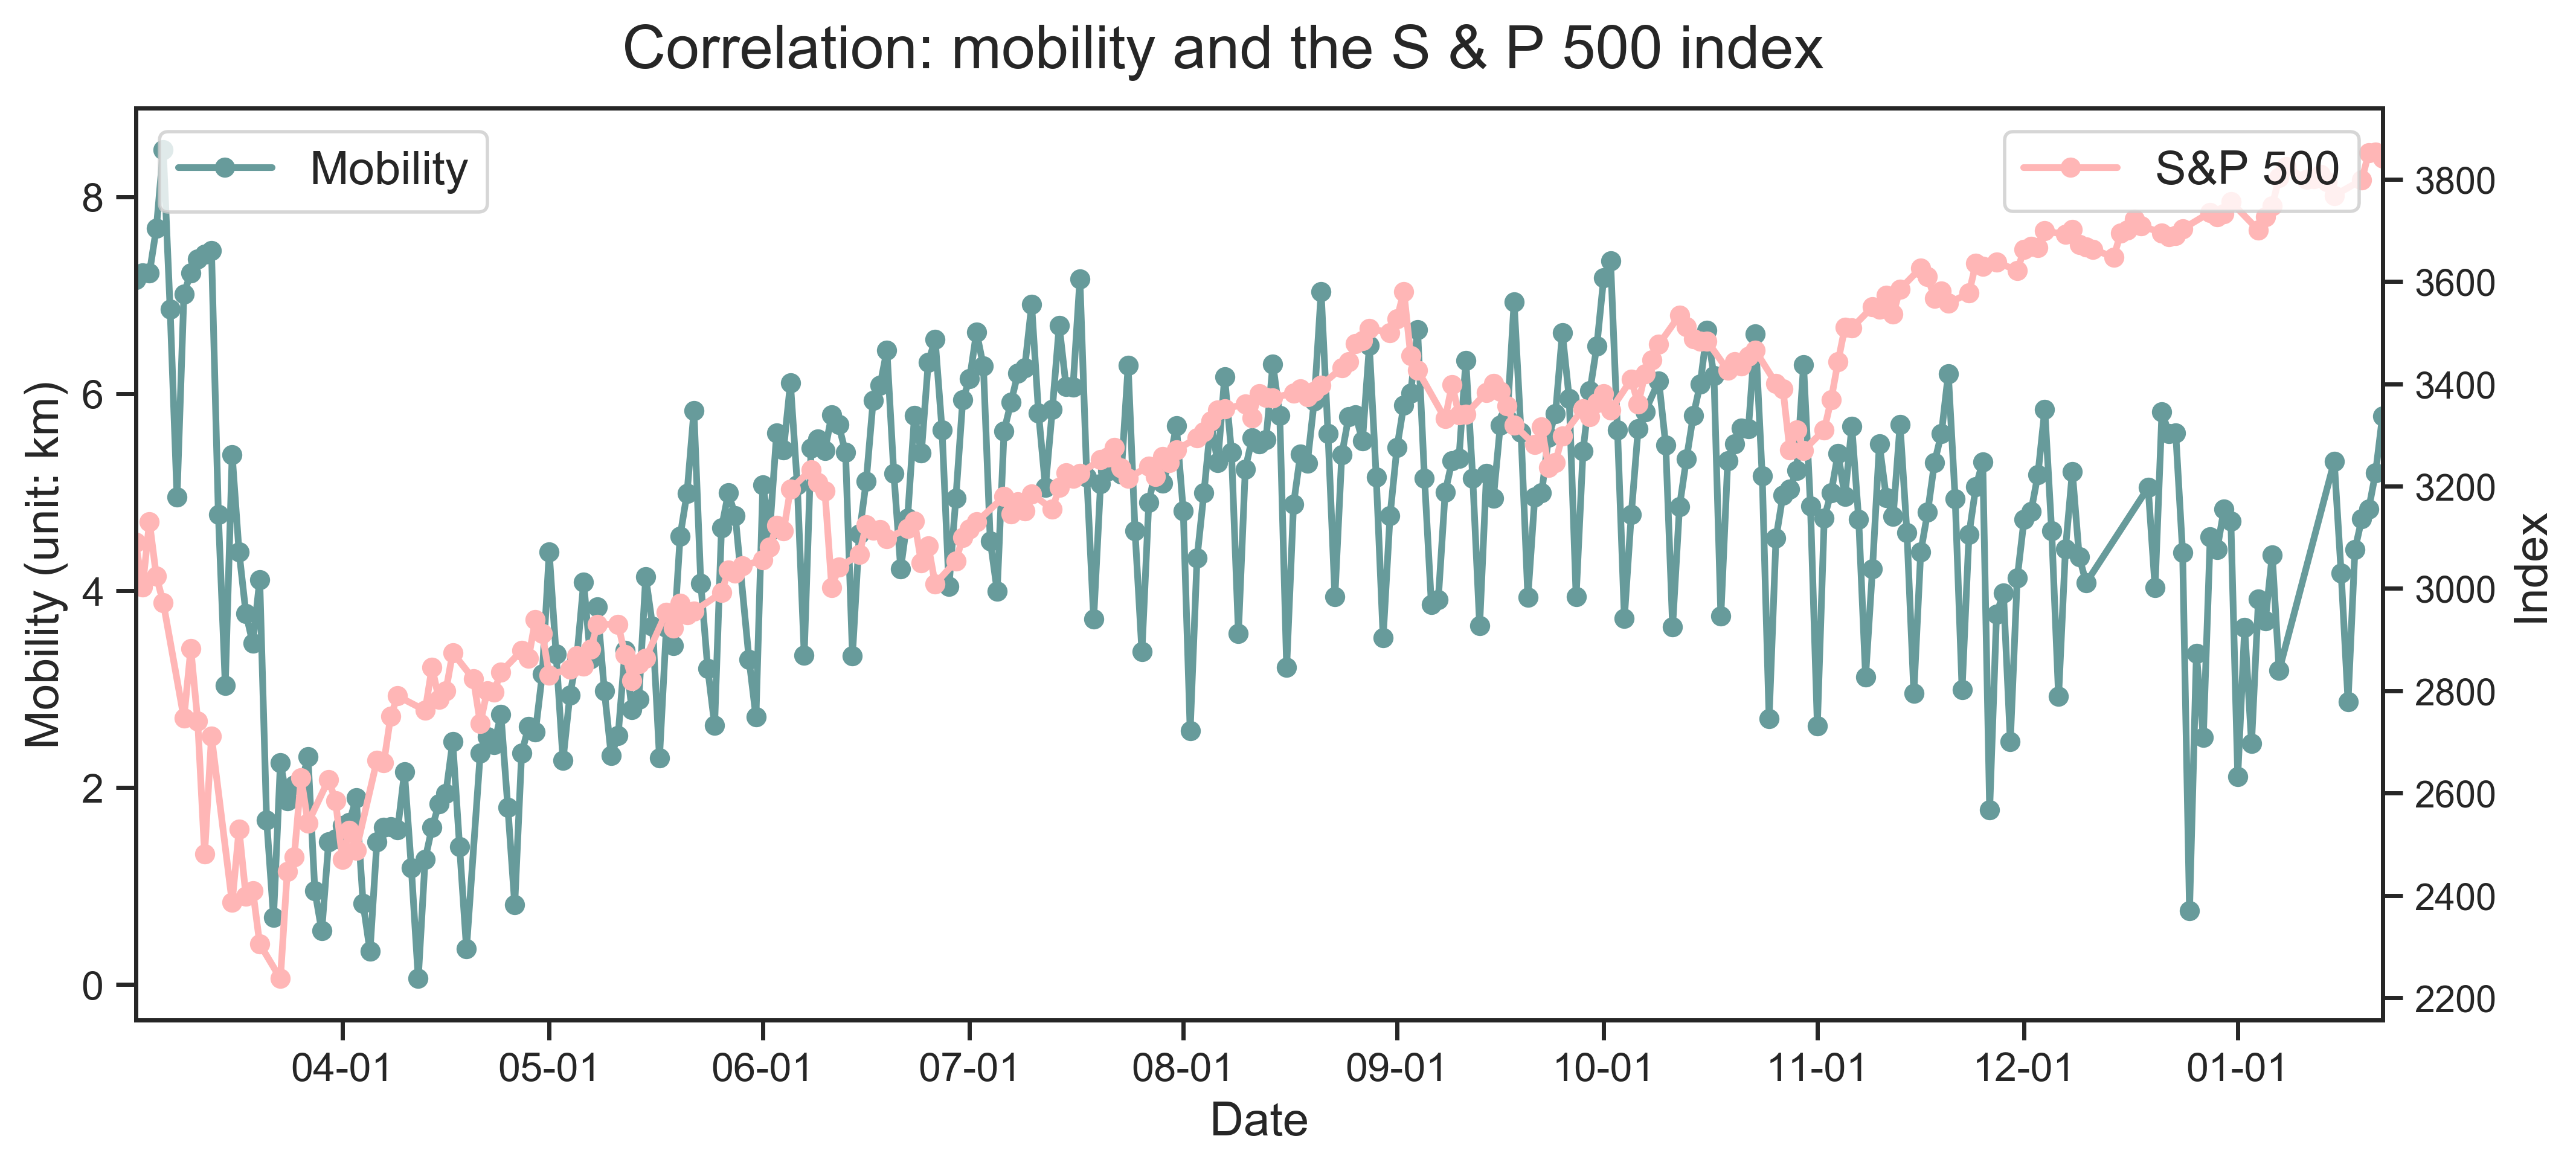 Correlation: mobility and the S & P 500 index
Mobility
S&P 500
Mobility (unit: km)
8
6
4
2
0
3800
3600
3400
3200
3000
2800
2600
2400
2200
Index
04-01 05-01 06-01 07-01 08-01 09-01 10-01 11-01 12-01 01-01
Date